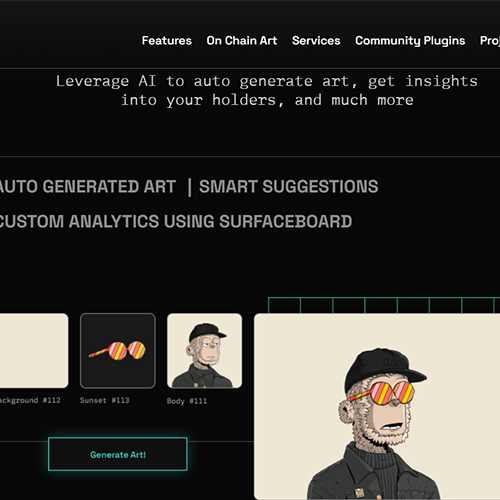 Features On Chain Art Services Community Plugins Proj
Leverage AI to auto generate art, get insights
into your holders, and much more
AUTO GENERATED ART | SMART SUGGESTIONS
CUSTOM ANALYTICS USING SURFACEBOARD
ackground #112 Sunset #113 Body #111
Generate Art!